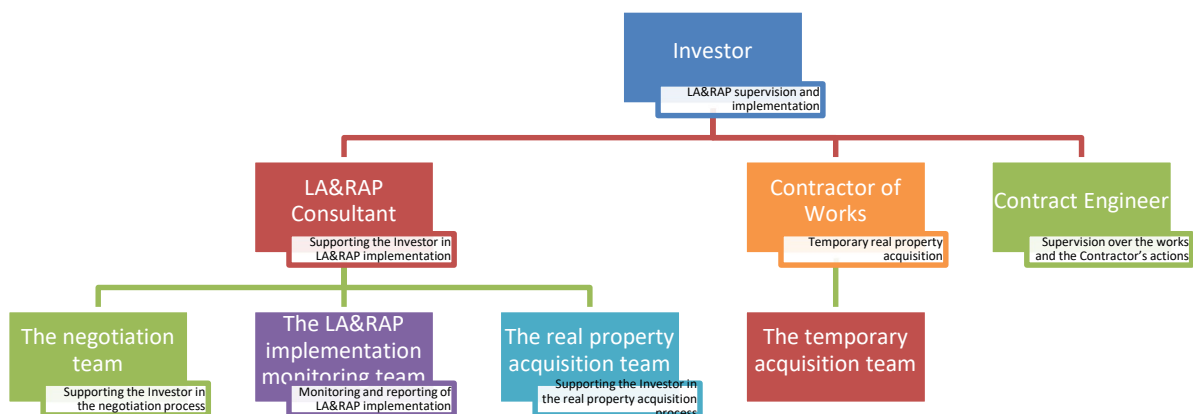 Investor
LA&RAP supervision and
implementation
LA&RAP
Consultant
Supporting the Investor in
LA&RAP implementation
Contractor of
Works
Temporary real property
acquisition
Contract Engineer
Supervision over the works
and the Contractor's actions
The negotiation
team
Supporting the Investor in
the negotiation process
The LA&RAP
implementation
monitoring team
Monitoring and reporting of
LA&RAP implementation
The real property
acquisition team
Supporting the Investor in
the real property acquisition
process
The temporary
acquisition team